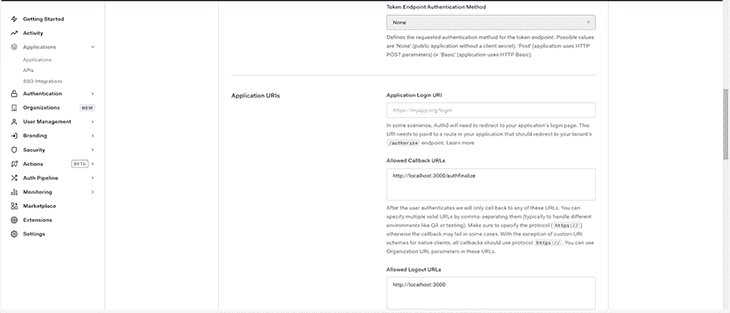 Getting Started
Activity
Applications
Applications
APIs
SSO Integrations
Authentication
Organizations NEW
User Management
Branding
Security
Actions BETA
Auth Pipeline
Monitoring
Marketplace
Extensions
Settings
Token Endpoint Authentication Method
None
Defines the requested authentication method for the token endpoint. Possible
values are 'None' (public application without a client secret), 'Post' (application uses HTTP
POST parameters) or 'Basic' (application uses HTTP Basic).
Application URIs
Application Login URI
https://myapp.org/login
In some scenarios, Auth0 will need to redirect to your application's login page. This
URI needs to point to a route in your application that should redirect to your tenant's
/authorize endpoint. Learn more
Allowed Callback URLs
http://localhost:3000/authfinalize
After the user authenticates we will only call back to any of these URLs. You can
specify multiple valid URLs by comma-separating them (typically to handle different
environments like QA or testing). Make sure to specify the protocol ( https:// )
otherwise the callback may fail in some cases. With the exception of custom URI
schemes for native clients, all callbacks should use protocol https:// . You can use
Organization URL parameters in these URLs.
Allowed Logout URLs
http://localhost:3000